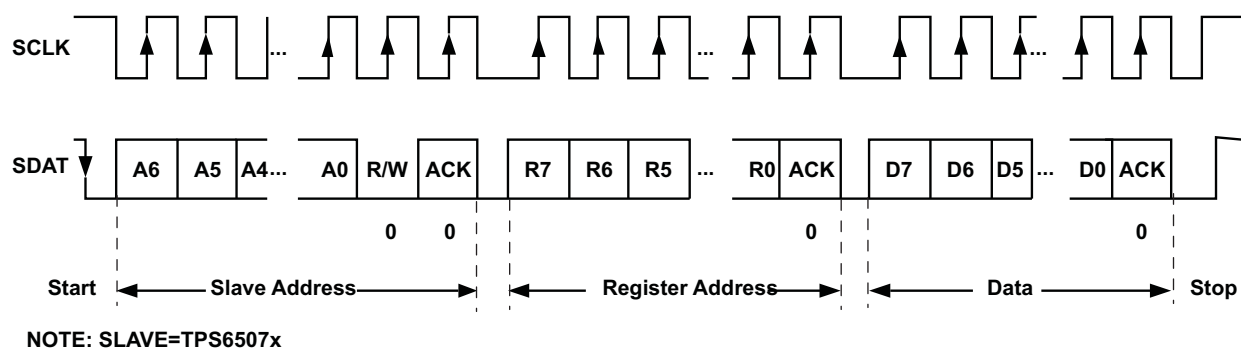 SCLK ... ... ...
SDAT A6 A5 A4... A0 R/W ACK R7 R6 R5 ... R0 ACK D7 D6 D5 ... D0 ACK
0 0 0 0
Start Slave Address Register Address Data Stop
NOTE: SLAVE=TPS6507x